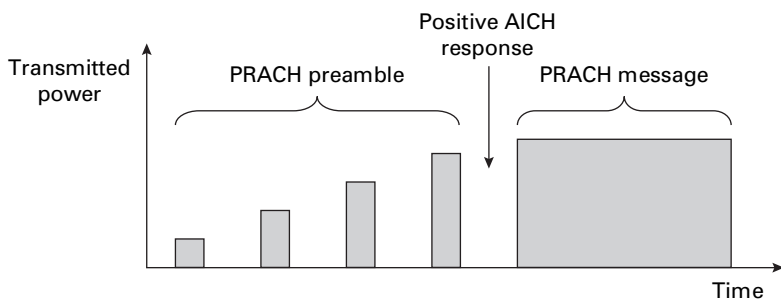 Positive AICH
response
Transmitted
power
PRACH preamble
PRACH message
Time